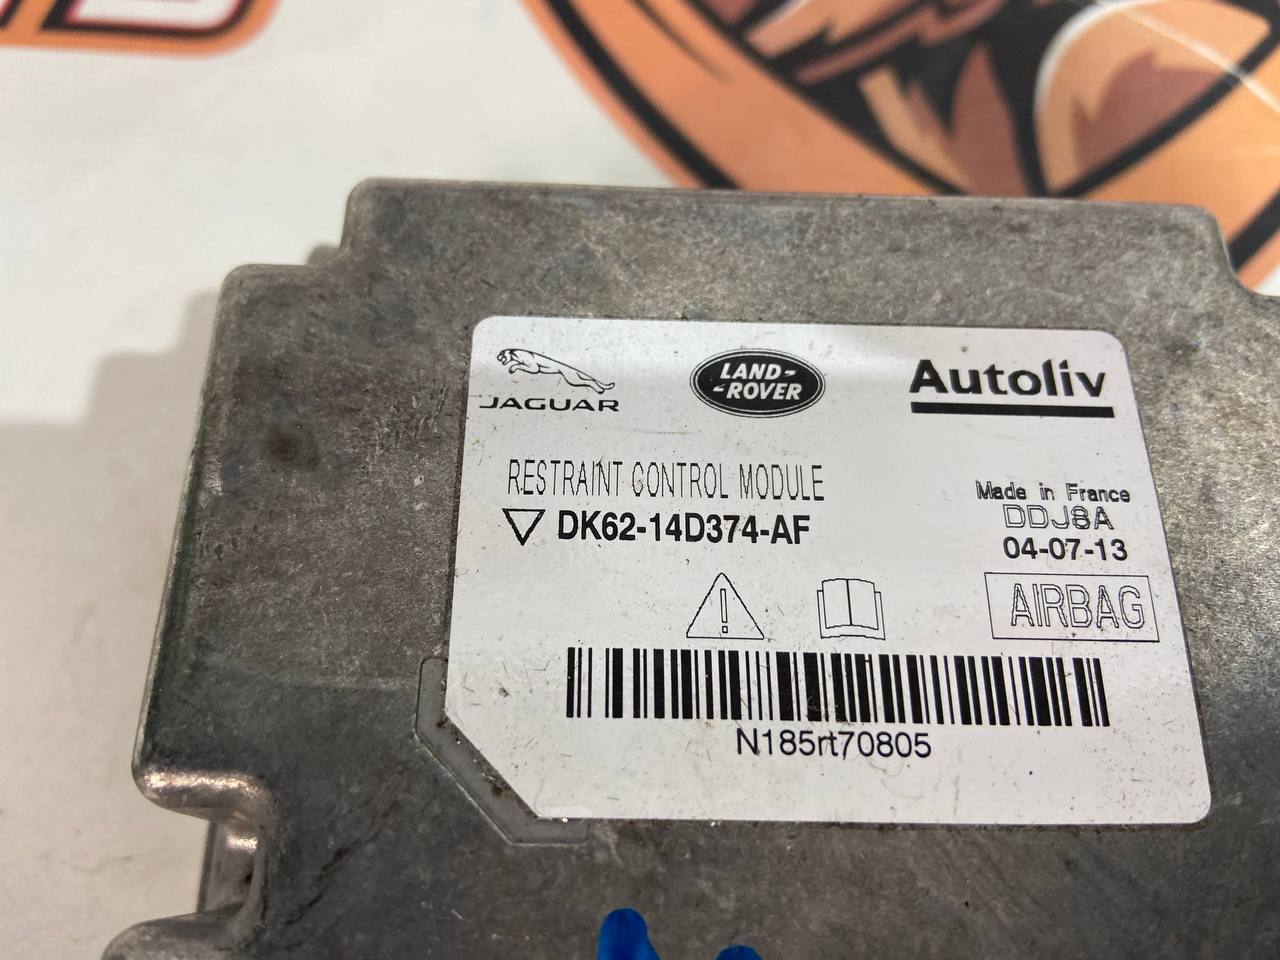 JAGUAR
LAND-
-ROVER
Autoliv
RESTRAINT CONTROL MODULE
DK62-14D374-AF
Made in France
DDJ8A
04-07-13
AIRBAG
N185rt70805